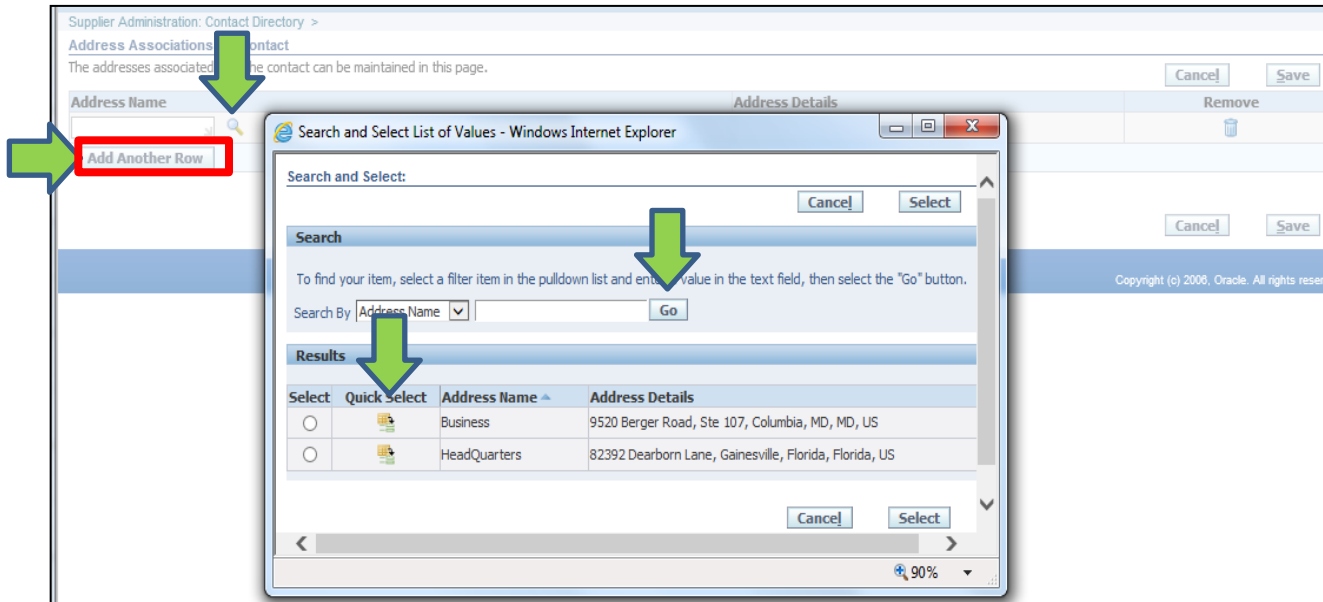 Supplier Administration: Contact Directory >
Address Associations ontact
The addresses associated he contact can be maintained in this page.
Cancel Save
Address Name Address Details Remove
Add Another Row
Search and Select List of Values - Windows Internet Explorer
Search and Select:
Cancel Select
Search
To find your item, select a filter item in the pulldown list and ente value in the text field, then select the "Go" button.
Search By Address Name Go
Results
Select Quick Select Address Name Address Details
Business 9520 Berger Road, Ste 107, Columbia, MD, MD, US
HeadQuarters 82392 Dearborn Lane, Gainesville, Florida, Florida, US
Cancel Select
90%
Cancel Save
Copyright (c) 2006, Oracle. All rights reser